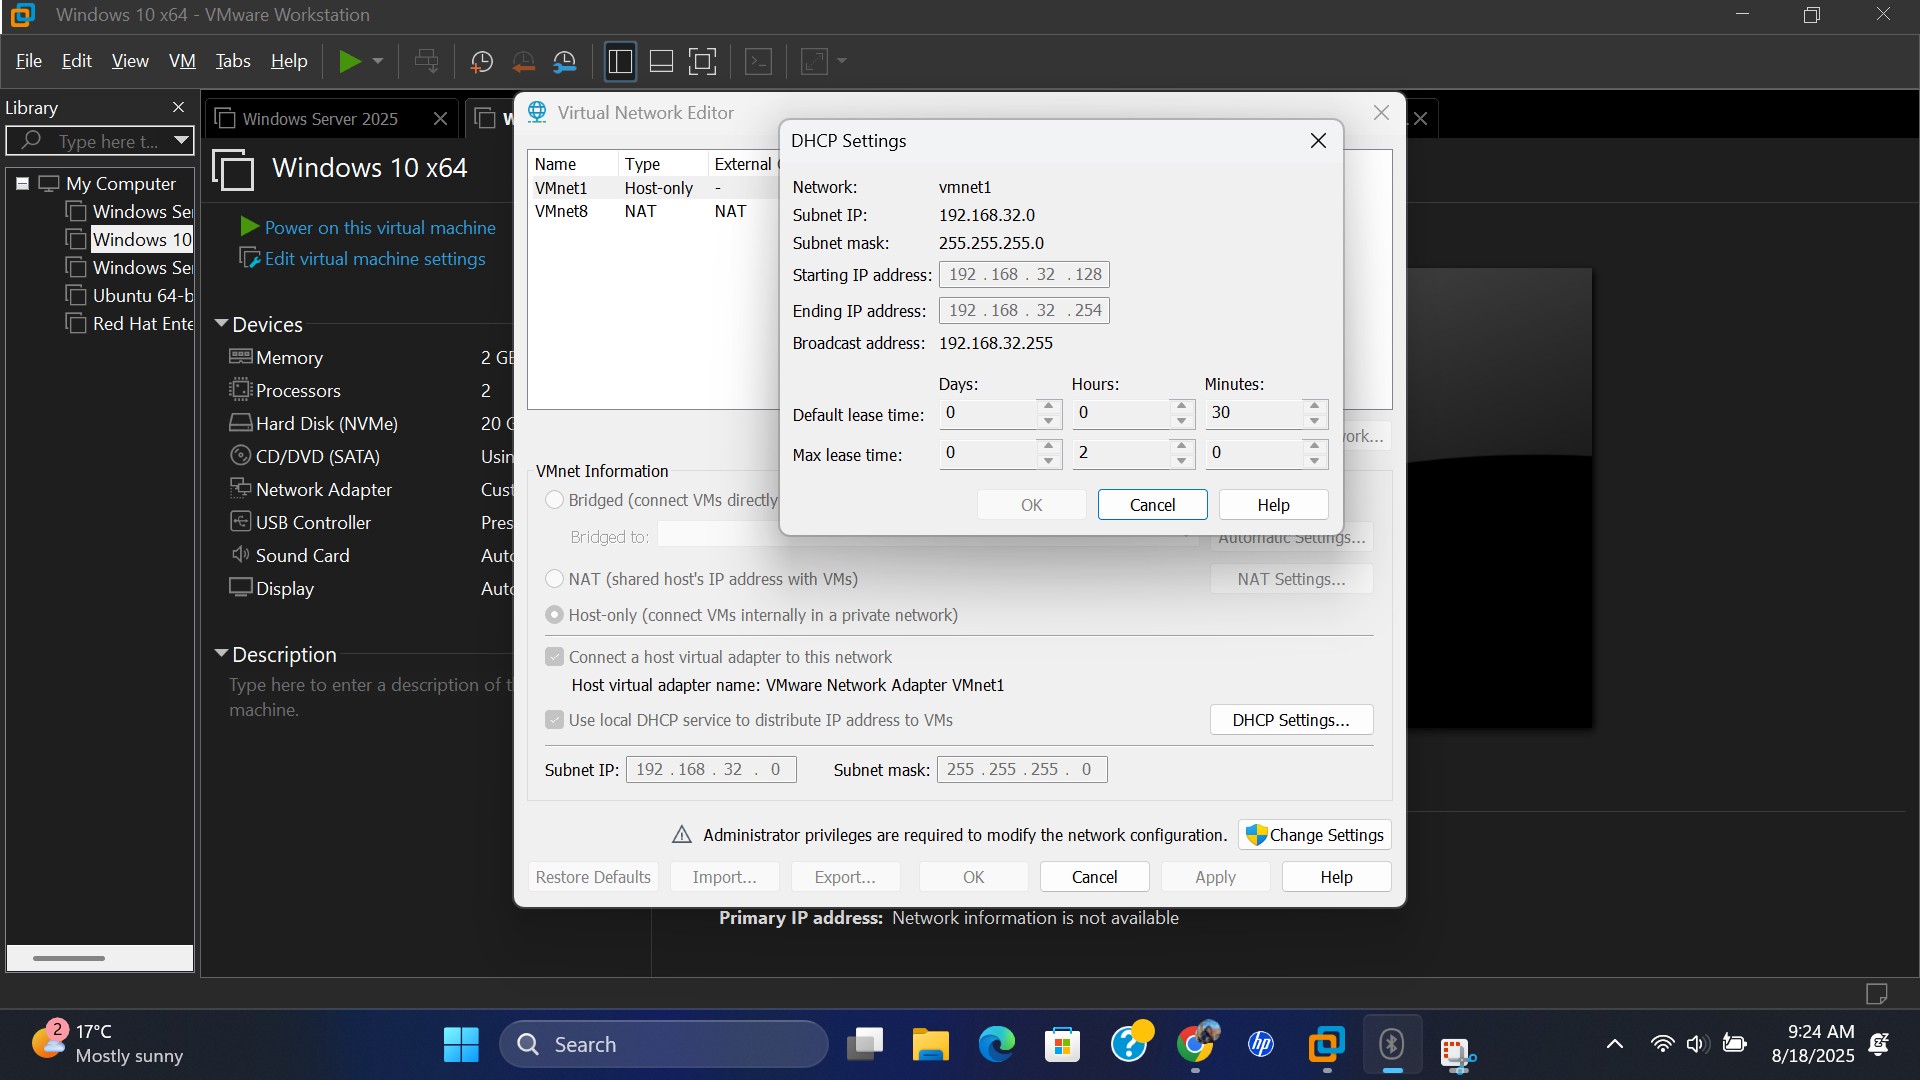 Windows 10 x64 - VMware Workstation
File Edit View VM Tabs Help
Library
Type here t...
My Computer
Windows Se
Windows 10
Windows Se
Ubuntu 64-b
Red Hat Ente
Windows Server 2025
W
Windows 10 x64
Power on this virtual machine
Edit virtual machine settings
Devices
Memory 2 GB
Processors 2
Hard Disk (NVMe) 20 G
CD/DVD (SATA) Usin
Network Adapter Cust
USB Controller Pres
Sound Card Auto
Display Auto
Description
Type here to enter a description of t
machine.
Virtual Network Editor
Name Type External
VMnet1 Host-only -
VMnet8 NAT NAT
DHCP Settings
Network: vmnet1
Subnet IP: 192.168.32.0
Subnet mask: 255.255.255.0
Starting IP address: 192 . 168 . 32 . 128
Ending IP address: 192 . 168 . 32 . 254
Broadcast address: 192.168.32.255
Days: Hours: Minutes:
Default lease time: 0 0 30
Max lease time: 0 2 0
OK Cancel Help
ork...
VMnet Information
Bridged (connect VMs directly
Bridged to: Automatic Settings...
NAT (shared host's IP address with VMs) NAT Settings...
Host-only (connect VMs internally in a private network)
Connect a host virtual adapter to this network
Host virtual adapter name: VMware Network Adapter VMnet1
Use local DHCP service to distribute IP address to VMs DHCP Settings...
Subnet IP: 192 . 168 . 32 . 0 Subnet mask: 255 . 255 . 255 . 0
Administrator privileges are required to modify the network configuration. Change Settings
Restore Defaults Import... Export... OK Cancel Apply Help
Primary IP address: Network information is not available
2
17°C
Mostly sunny
Search
hp
9:24 AM
8/18/2025